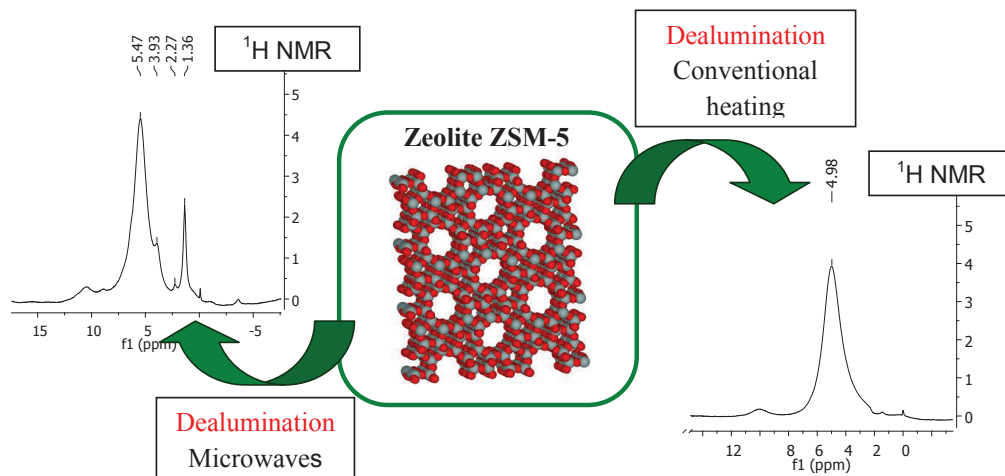 5.47
3.93
2.27
1.36
¹H NMR
5
4
3
2
1
0
15 10 5 0 -5
f1 (ppm)
Dealumination
Microwaves
Zeolite ZSM-5
Dealumination
Conventional
heating
4.98
¹H NMR
5
4
3
2
1
0
12 10 8 6 4 2 0
f1 (ppm)